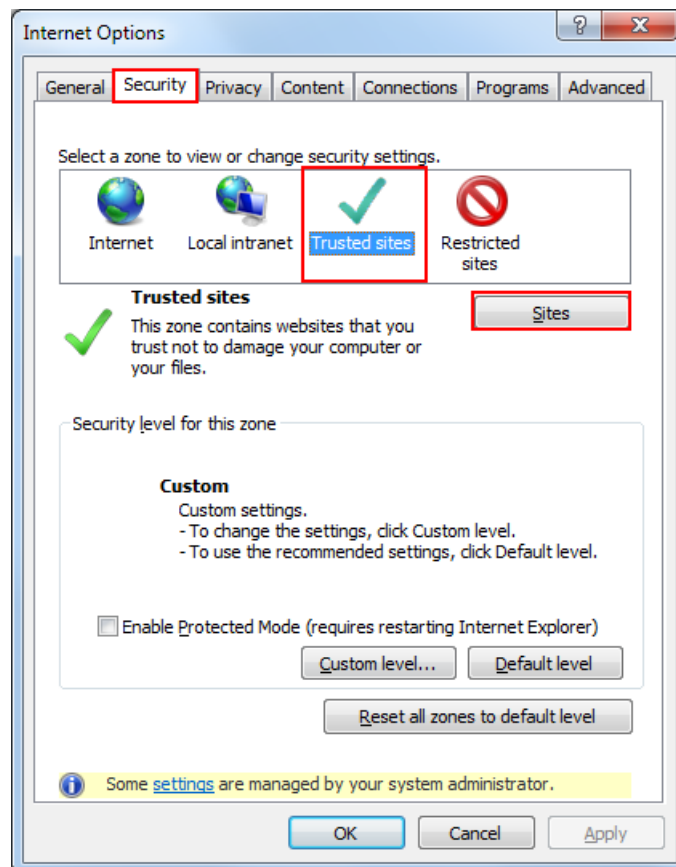 Internet Options
?
X
General Security Privacy Content Connections Programs Advanced
Select a zone to view or change security settings.
Internet Local intranet Trusted sites Restricted sites
Trusted sites
Sites
This zone contains websites that you
trust not to damage your computer or
your files.
Security level for this zone
Custom
Custom settings.
- To change the settings, click Custom level.
- To use the recommended settings, click Default level.
Enable Protected Mode (requires restarting Internet Explorer)
Custom level... Default level
Reset all zones to default level
Some settings are managed by your system administrator.
OK Cancel Apply